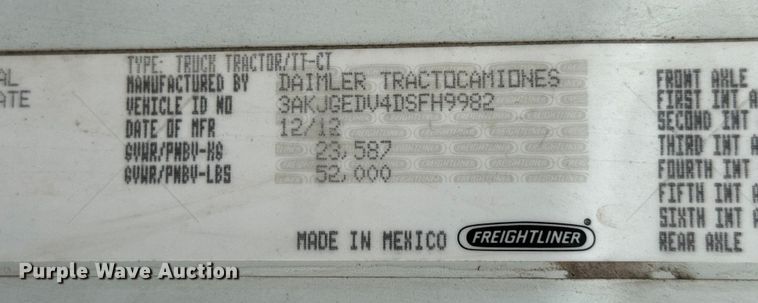 TYPE: TRUCK TRACTOR/TT-CT
MANUFACTURED BY DAIMLER TRACTOCAMIONES
VEHICLE ID NO 3AKJGEDV4DSFH9982
DATE OF MFR 12/12
GVWR/PNBV-KG 23,587
GVWR/PNBV-LBS 52,000
MADE IN MEXICO FREIGHTLINER
AL
ATE
FRONT AXLE
FIRST INT A
SECOND INT
THIRD INT A
FOURTH INT
FIFTH INT A
SIXTH INT A
REAR AXLE
Purple Wave Auction